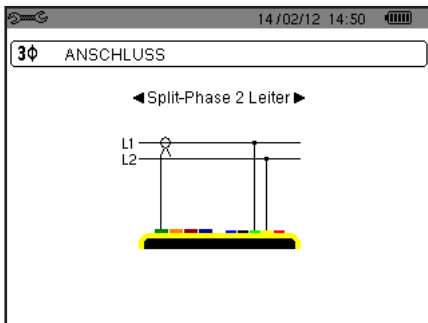 14/02/12 14:50
3ϕ ANSCHLUSS
◄Split-Phase 2 Leiter►
L1
L2